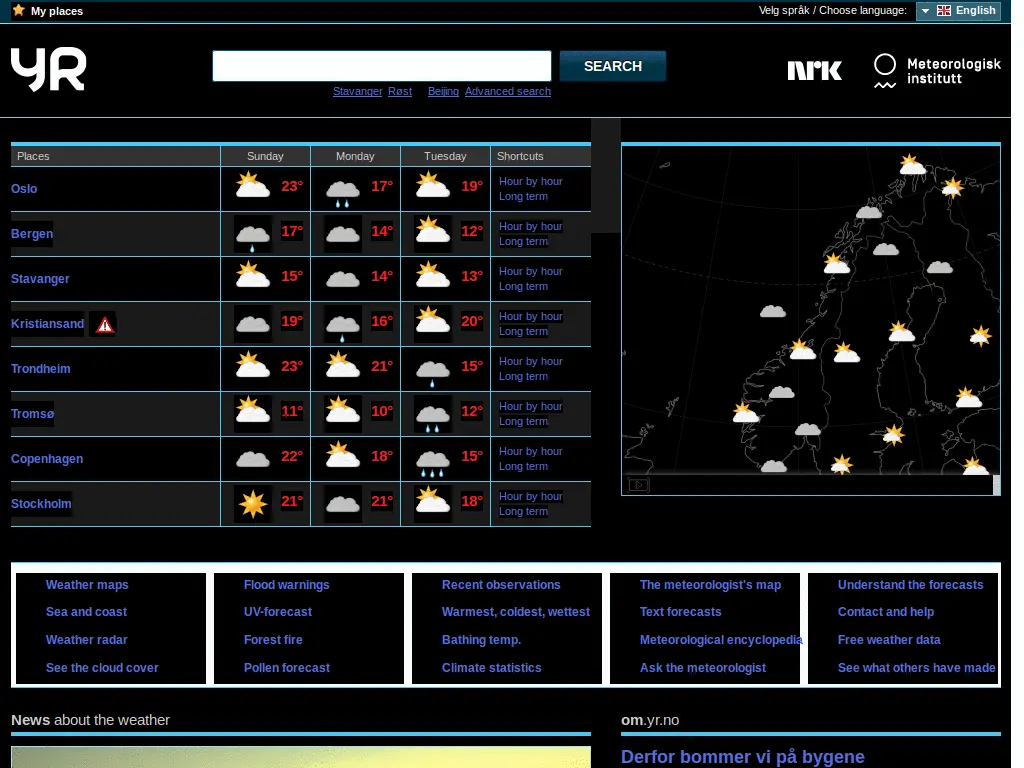 My places
Velg språk / Choose language: English
YR
SEARCH
NRK
Meteorologisk
institutt
Stavanger Røst Beijing Advanced search
Places Sunday Monday Tuesday Shortcuts
Oslo 23° 17° 19° Hour by hour
Long term
Bergen 17° 14° 12° Hour by hour
Long term
Stavanger 15° 14° 13° Hour by hour
Long term
Kristiansand 19° 16° 20° Hour by hour
Long term
Trondheim 23° 21° 15° Hour by hour
Long term
Tromsø 11° 10° 12° Hour by hour
Long term
Copenhagen 22° 18° 15° Hour by hour
Long term
Stockholm 21° 21° 18° Hour by hour
Long term
Weather maps
Sea and coast
Weather radar
See the cloud cover
Flood warnings
UV-forecast
Forest fire
Pollen forecast
Recent observations
Warmest, coldest, wettest
Bathing temp.
Climate statistics
The meteorologist's map
Text forecasts
Meteorological encyclopedia
Ask the meteorologist
Understand the forecasts
Contact and help
Free weather data
See what others have made
News about the weather
om.yr.no
Derfor bommer vi på bygene